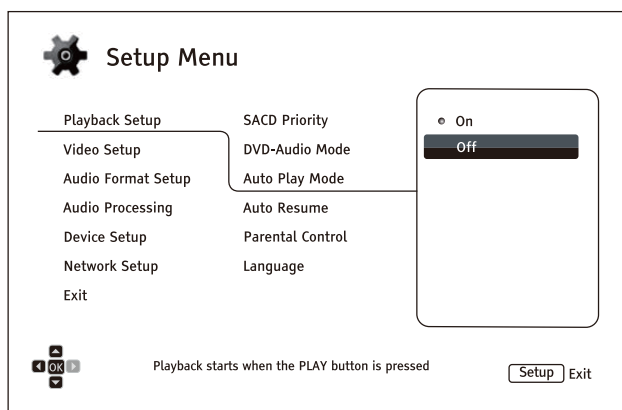 Setup Menu
Playback Setup
Video Setup
Audio Format Setup
Audio Processing
Device Setup
Network Setup
Exit
SACD Priority
DVD-Audio Mode
Auto Play Mode
Auto Resume
Parental Control
Language
On
Off
OK
Playback starts when the PLAY button is pressed
Setup Exit